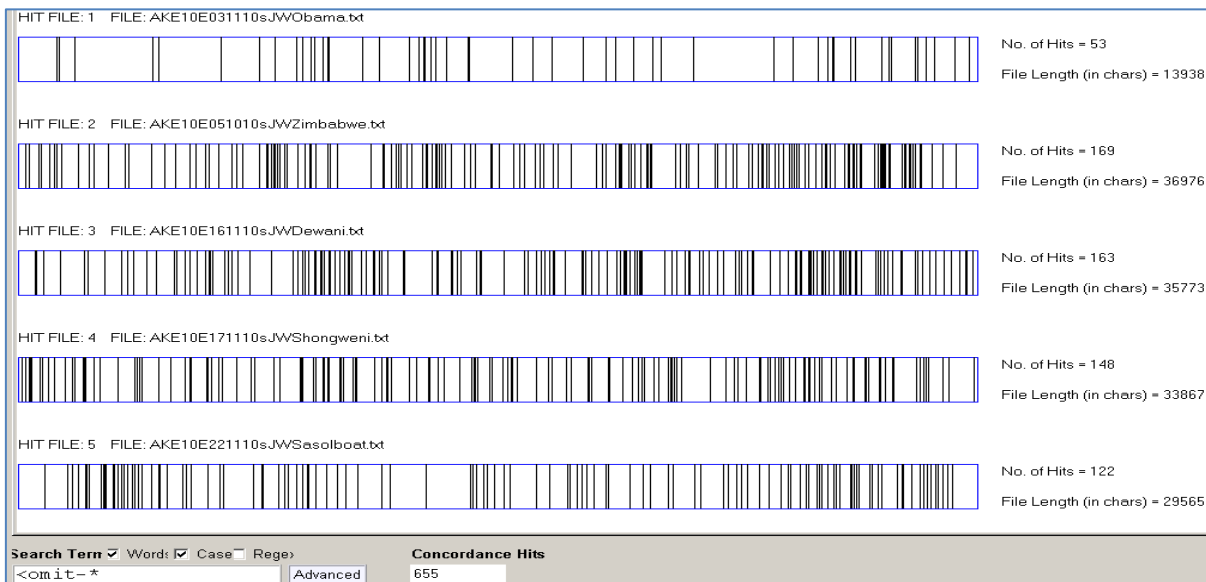 HIT FILE: 1 FILE: AKE10E031110sJWObama.txt
No. of Hits = 53
File Length (in chars) = 13938
HIT FILE: 2 FILE: AKE10E051010sJWZimbabwe.txt
No. of Hits = 169
File Length (in chars) = 36976
HIT FILE: 3 FILE: AKE10E161110sJWDewani.txt
No. of Hits = 163
File Length (in chars) = 35773
HIT FILE: 4 FILE: AKE10E171110sJWShongweni.txt
No. of Hits = 148
File Length (in chars) = 33867
HIT FILE: 5 FILE: AKE10E221110sJWSasolboat.txt
No. of Hits = 122
File Length (in chars) = 29565
Search Term Words Case Regex Concordance Hits
<omit-* Advanced 655